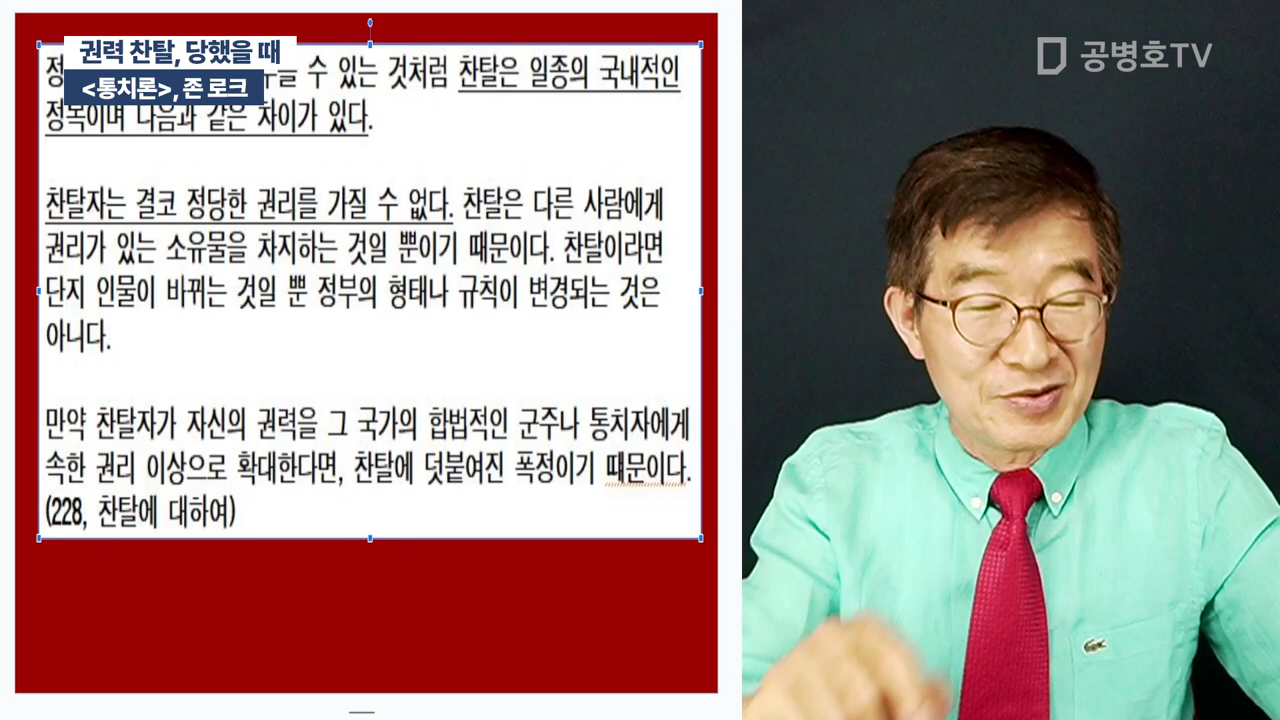 권력 찬탈, 당했을 때
<통치론>, 존 로크
공병호TV
수 있는 것처럼 찬탈은 일종의 국내적인
정복이며 다음과 같은 차이가 있다.
찬탈자는 결코 정당한 권리를 가질 수 없다. 찬탈은 다른 사람에게
권리가 있는 소유물을 차지하는 것일 뿐이기 때문이다. 찬탈이라면
단지 인물이 바뀌는 것일 뿐 정부의 형태나 규칙이 변경되는 것은
아니다.
만약 찬탈자가 자신의 권력을 그 국가의 합법적인 군주나 통치자에게
속한 권리 이상으로 확대한다면, 찬탈에 덧붙여진 폭정이기 떄문이다.
(228, 찬탈에 대하여)